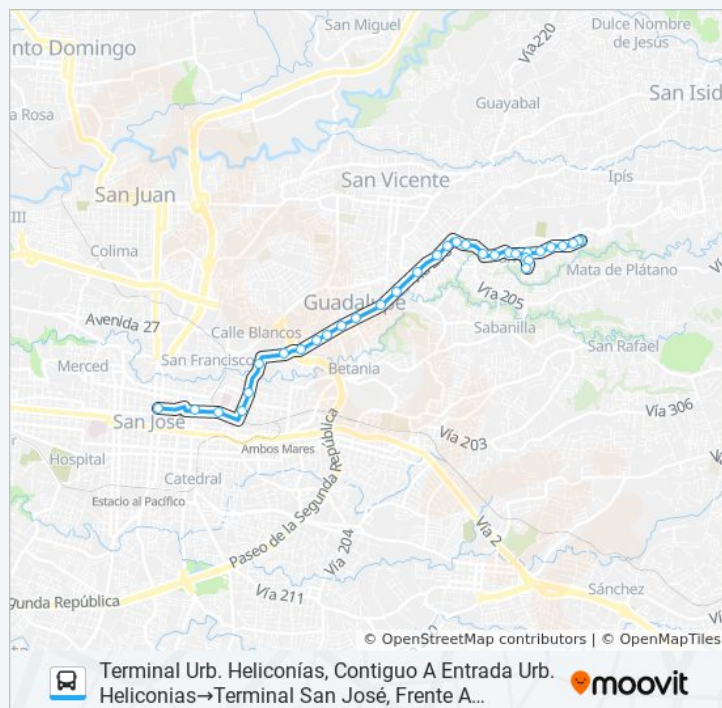 San Miguel
Dulce Nombre
de Jesús
nto Domingo
Vía 220
San Isid
Guayabal
a Rosa
San Vicente
Ipís
San Juan
III
Colima
Mata de Plátano
Vía 205
Guadalupe
Avenida 27
Calle Blancos
Sabanilla
San Rafael
Merced
San Francisco
Betania
Vía 306
San José
Vía 203
Ambos Mares
Hospital
Catedral
Estacio al Pacífico
Paseo de la Segunda República
Vía 204
Vía 2
Vía 211
Sánchez
gunda República
© OpenStreetMap contributors | © OpenMapTiles
Terminal Urb. Heliconías, Contiguo A Entrada Urb.
Heliconias→Terminal San José, Frente A…
moovit